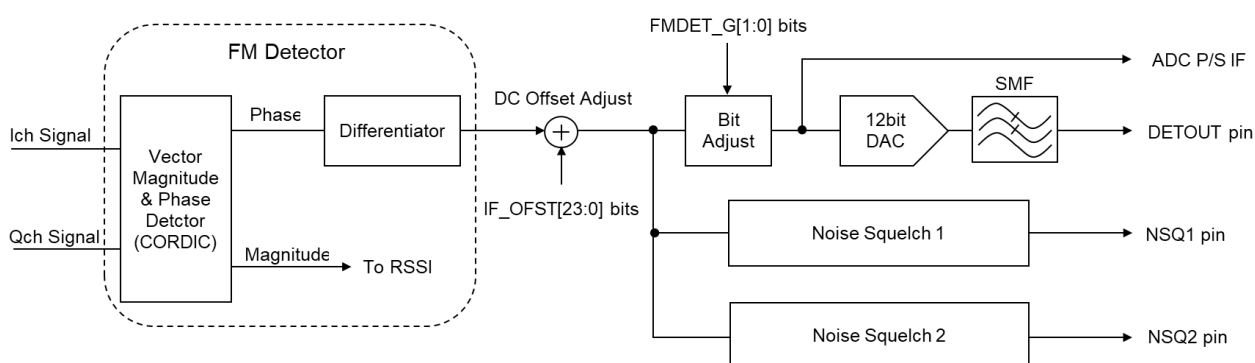 FMDET_G[1:0] bits
FM Detector
ADC P/S IF
SMF
DC Offset Adjust
Phase
Ich Signal
Differentiator
Bit
Adjust
12bit
DAC
DETOUT pin
Vector
Magnitude
& Phase
Detctor
(CORDIC)
IF_OFST[23:0] bits
Qch Signal
Noise Squelch 1
NSQ1 pin
Magnitude
To RSSI
Noise Squelch 2
NSQ2 pin